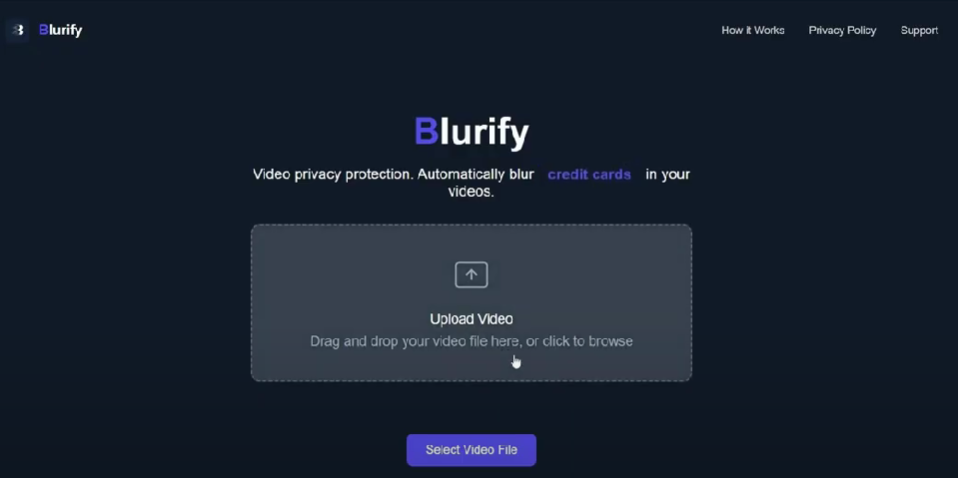 Blurify
How it Works
Privacy Policy
Support
Blurify
Video privacy protection. Automatically blur credit cards in your
videos.
Upload Video
Drag and drop your video file here, or click to browse
Select Video File